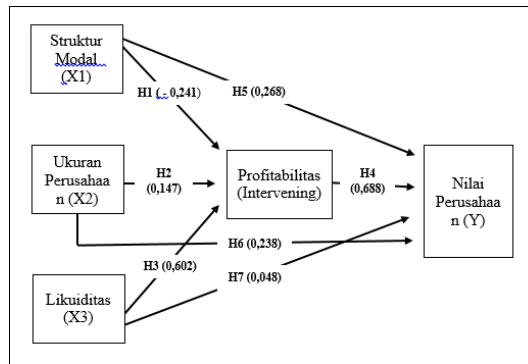 Struktur
Modal
(X1)
H1 ( - 0,241)
H5 (0,268)
Ukuran
Perusahaa
n (X2)
H2
(0,147)
Profitabilitas
(Intervening)
H4
(0,688)
Nilai
Perusahaa
n (Y)
H6 (0,238)
H3 (0,602)
H7 (0,048)
Likuiditas
(X3)